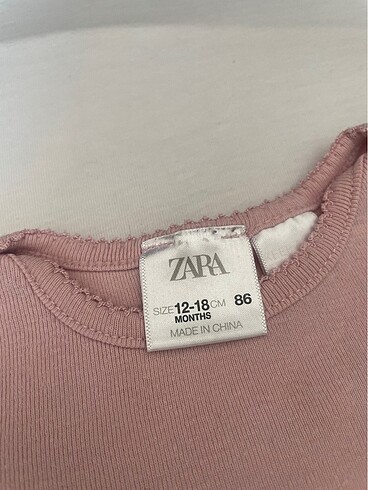 ZARA
SIZE 12-18 CM 86
MONTHS
MADE IN CHINA